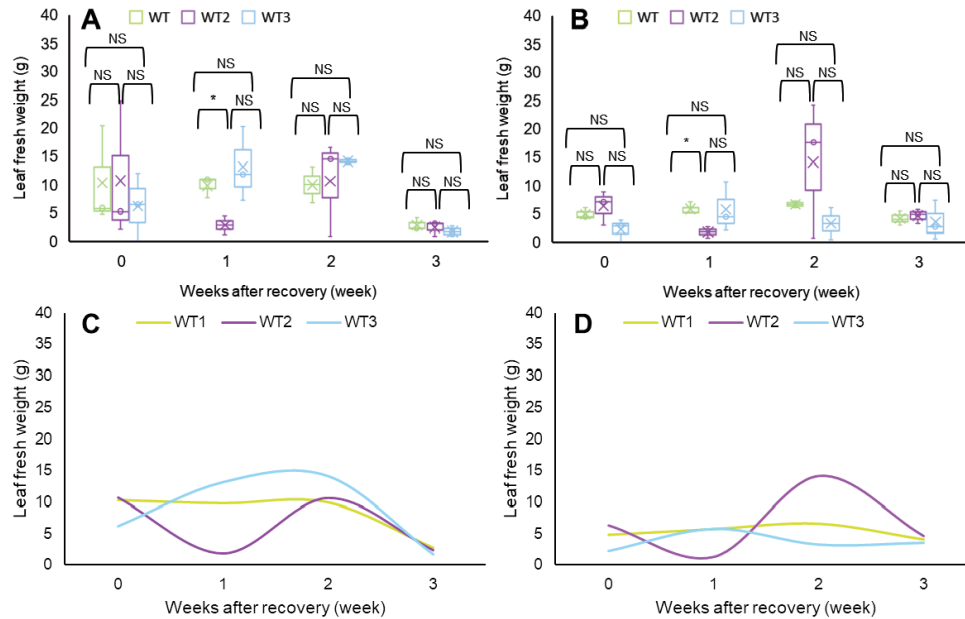 A
WT WT2 WT3
Leaf fresh weight (g)
40
35
30
25
20
15
10
5
0
NS
NS NS
NS
* NS
NS
NS NS
NS
NS NS
0 1 2 3
Weeks after recovery (week)
B
WT WT2 WT3
Leaf fresh weight (g)
40
35
30
25
20
15
10
5
0
NS
NS NS
NS
* NS
NS
NS NS
NS
NS NS
0 1 2 3
Weeks after recovery (week)
C
WT1 WT2 WT3
Leaf fresh weight (g)
40
35
30
25
20
15
10
5
0
0 1 2 3
Weeks after recovery (week)
D
WT1 WT2 WT3
Leaf fresh weight (g)
40
35
30
25
20
15
10
5
0
0 1 2 3
Weeks after recovery (week)